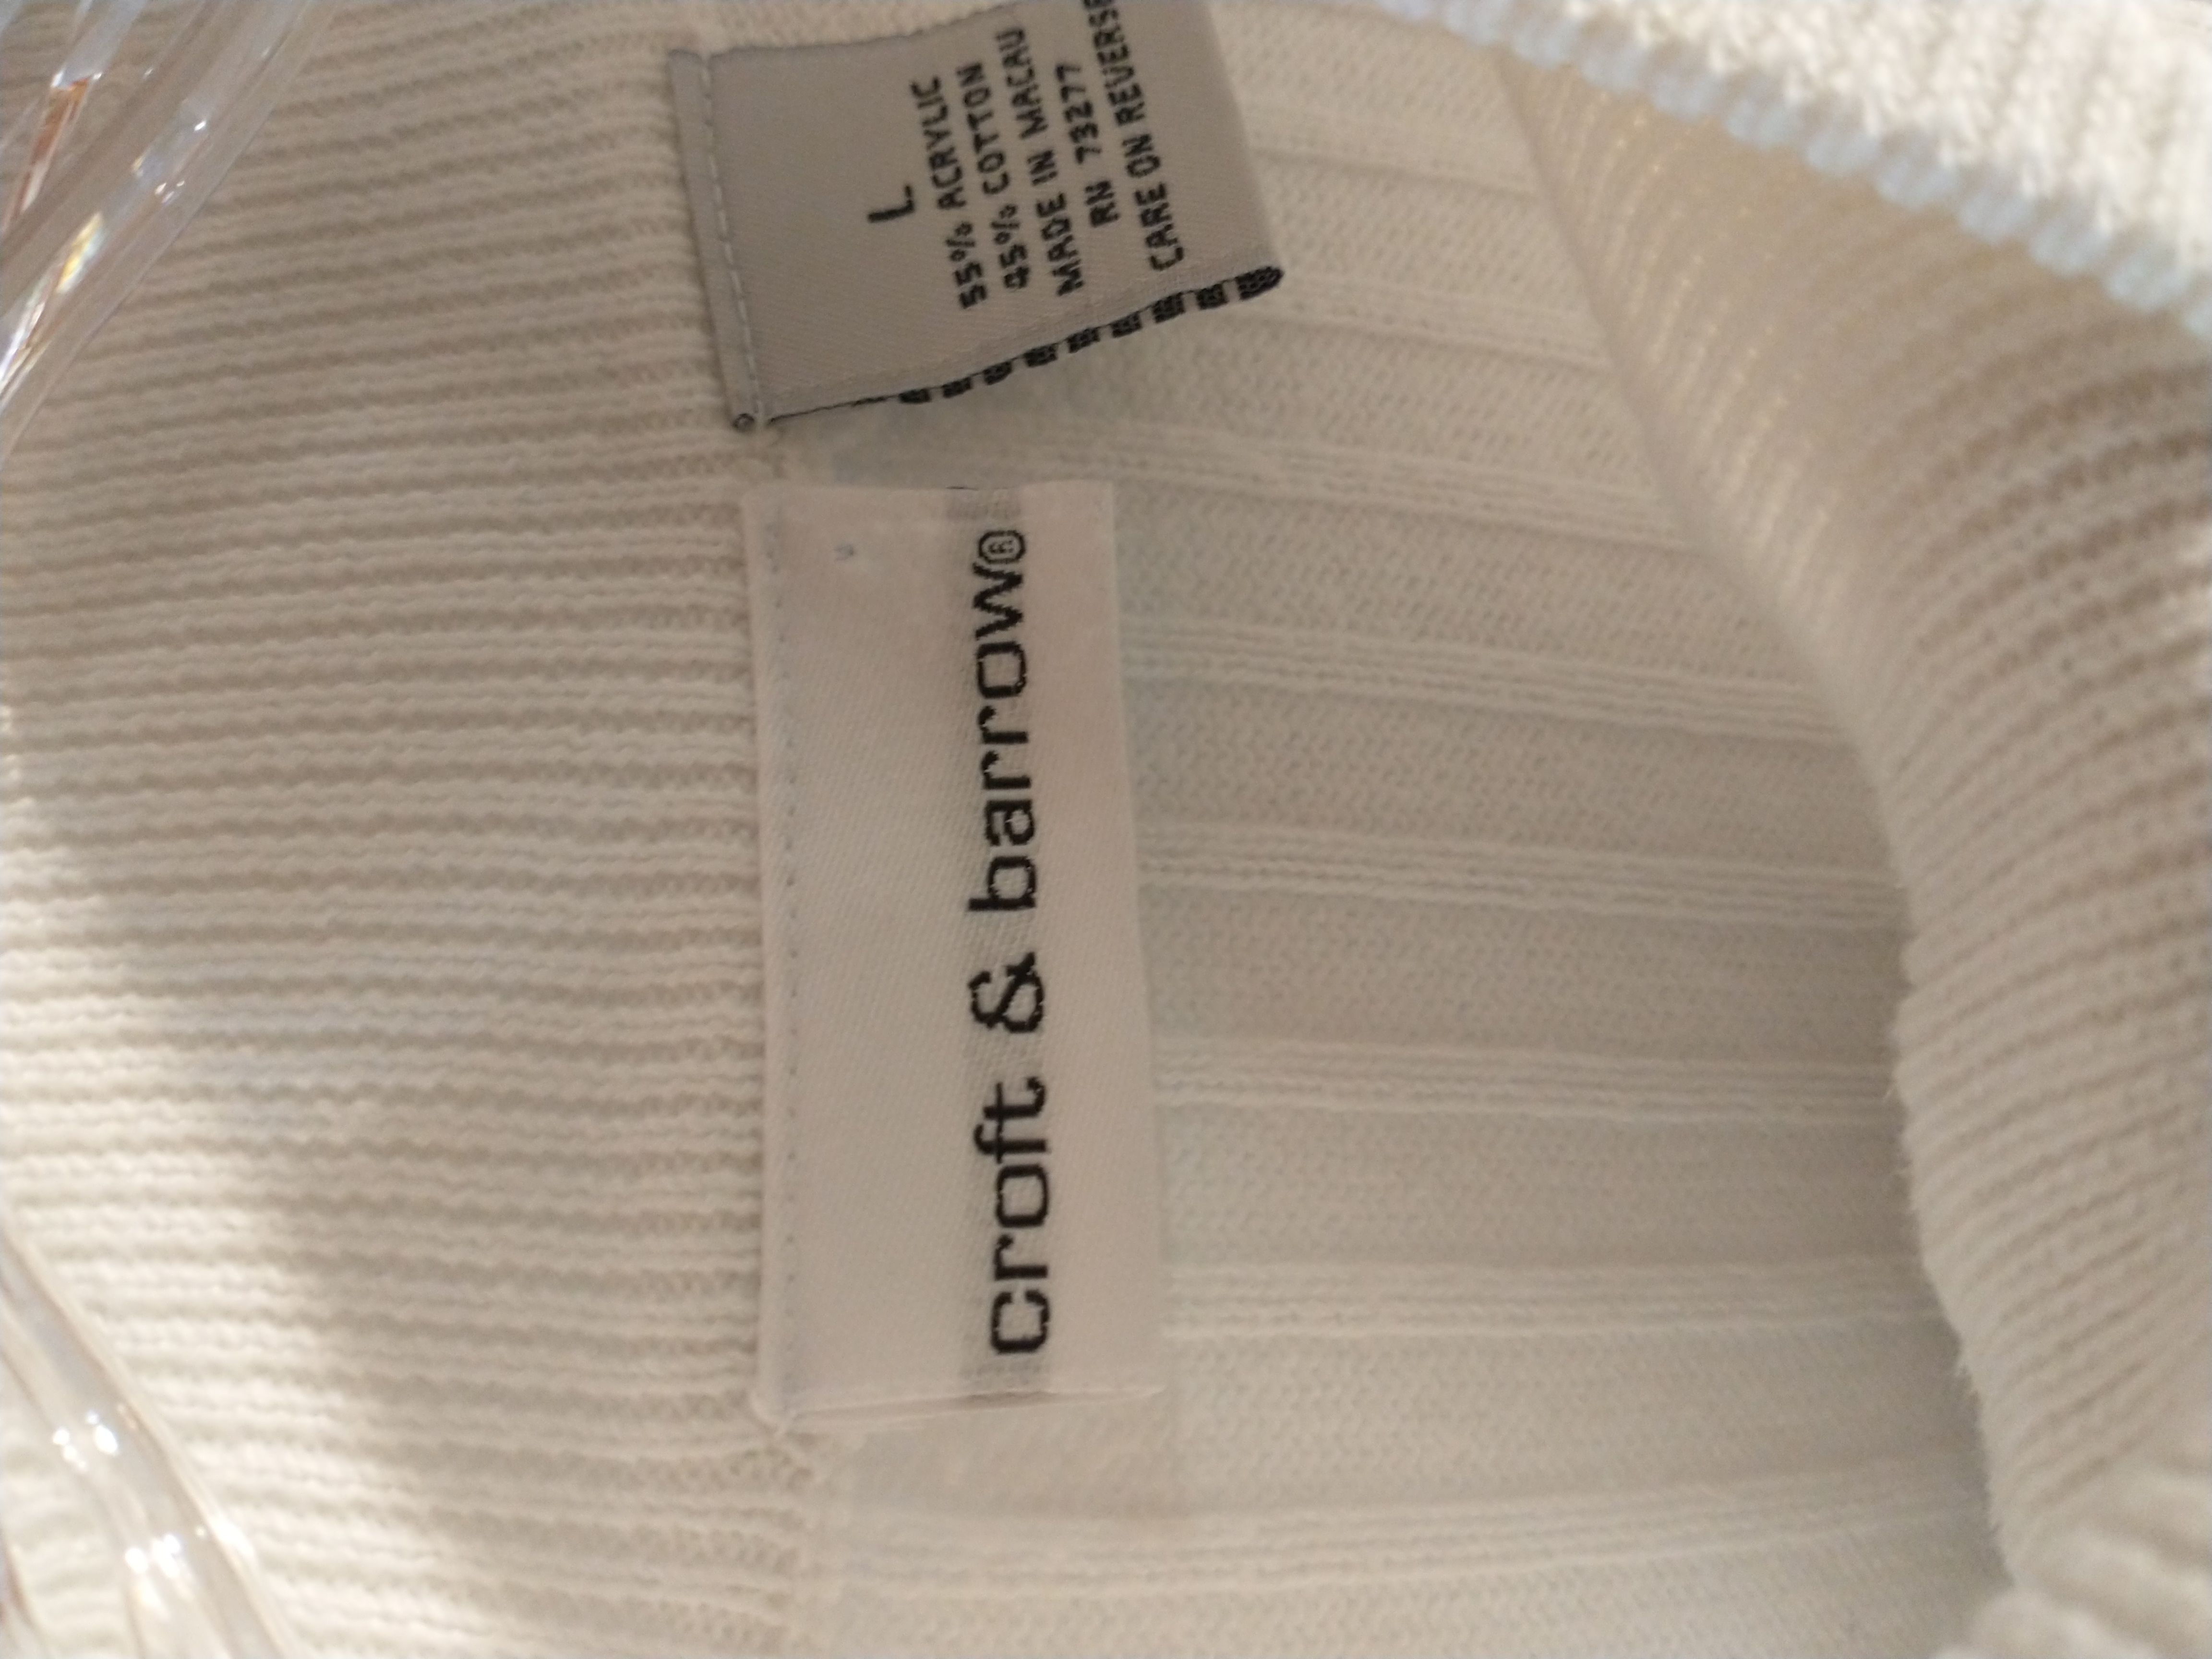 L
55% ACRYLIC
45% COTTON
MADE IN MACAU
RN 73277
CARE ON REVERSE
croft & barrow®